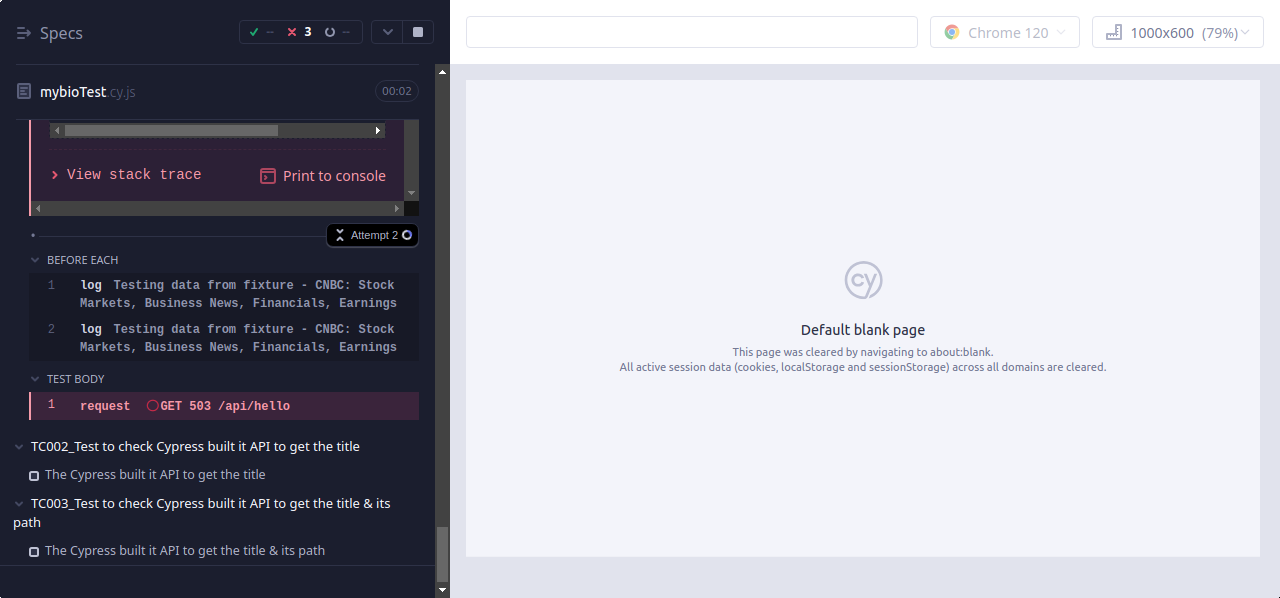 Specs
-- 3 --
Chrome 120
1000x600 (79%)
mybioTest.cy.js
00:02
View stack trace
Print to console
Attempt 2
BEFORE EACH
1 log Testing data from fixture - CNBC: Stock
Markets, Business News, Financials, Earnings
2 log Testing data from fixture - CNBC: Stock
Markets, Business News, Financials, Earnings
TEST BODY
1 request GET 503 /api/hello
TC002_Test to check Cypress built it API to get the title
The Cypress built it API to get the title
TC003_Test to check Cypress built it API to get the title & its
path
The Cypress built it API to get the title & its path
cy
Default blank page
This page was cleared by navigating to about:blank.
All active session data (cookies, localStorage and sessionStorage) across all domains are cleared.